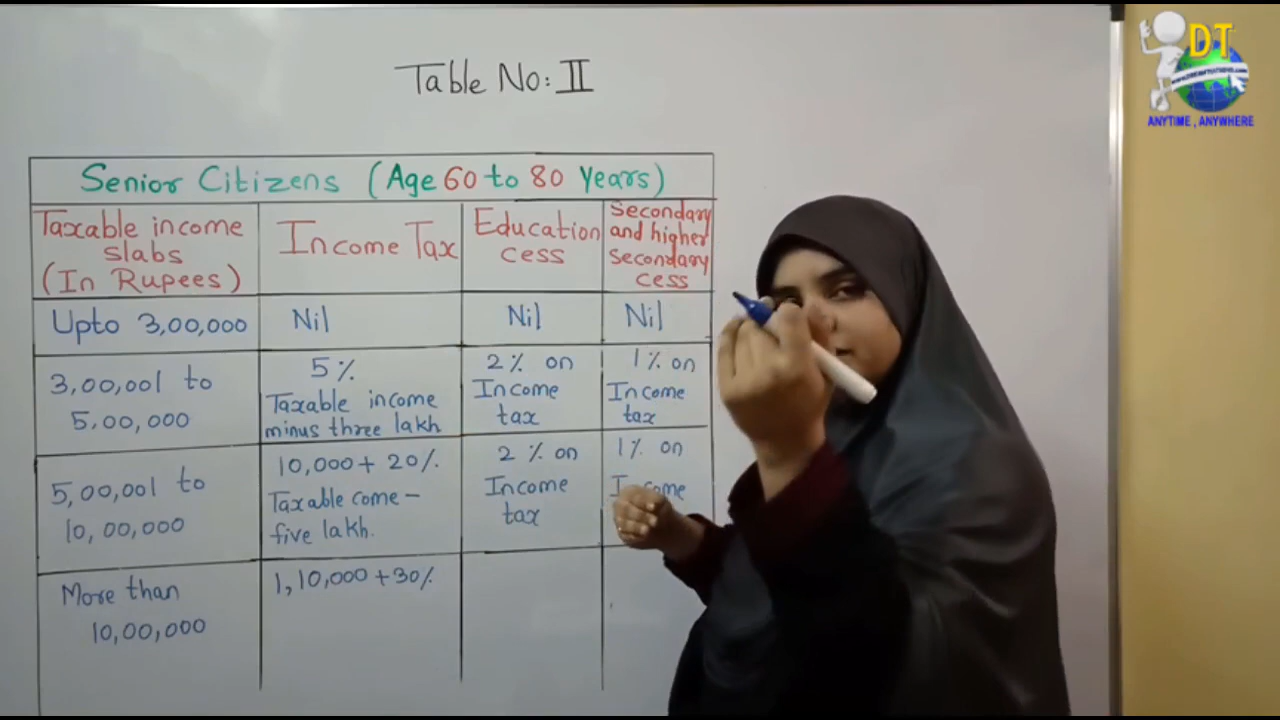 Table No: II
Senior Citizens (Age 60 to 80 Years)
Taxable income
slabs
(In Rupees)
Income Tax
Education
cess
Secondary
and higher
secondary
cess
Upto 3,00,000
Nil
Nil
Nil
3,00,001 to
5,00,000
5%
Taxable income
minus three lakh
2% on
Income
tax
1% on
Income
tax
5,00,001 to
10,00,000
10,000 + 20%
Taxable come -
five lakh.
2% on
Income
tax
1% on
Income
More than
10,00,000
1,10,000 + 30%
DT
ANYTIME , ANYWHERE